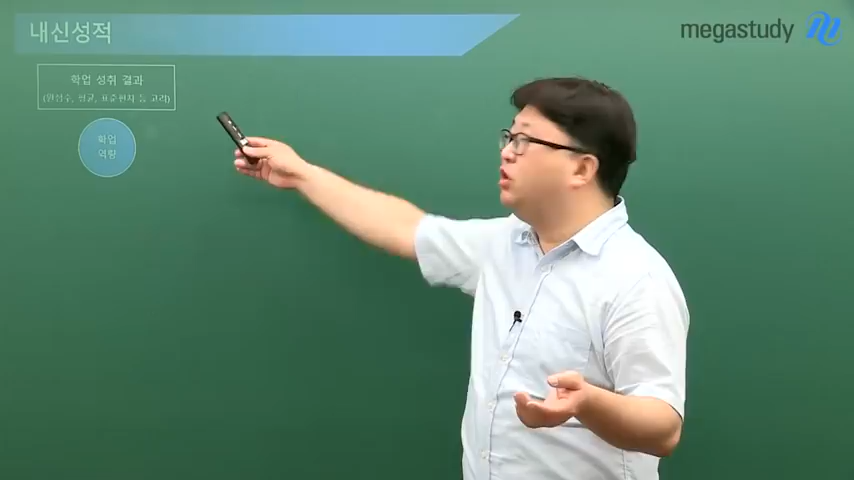 내신성적
megastudy
학업 성취 결과
(원점수, 평균, 표준편차 등 고려)
학업
역량